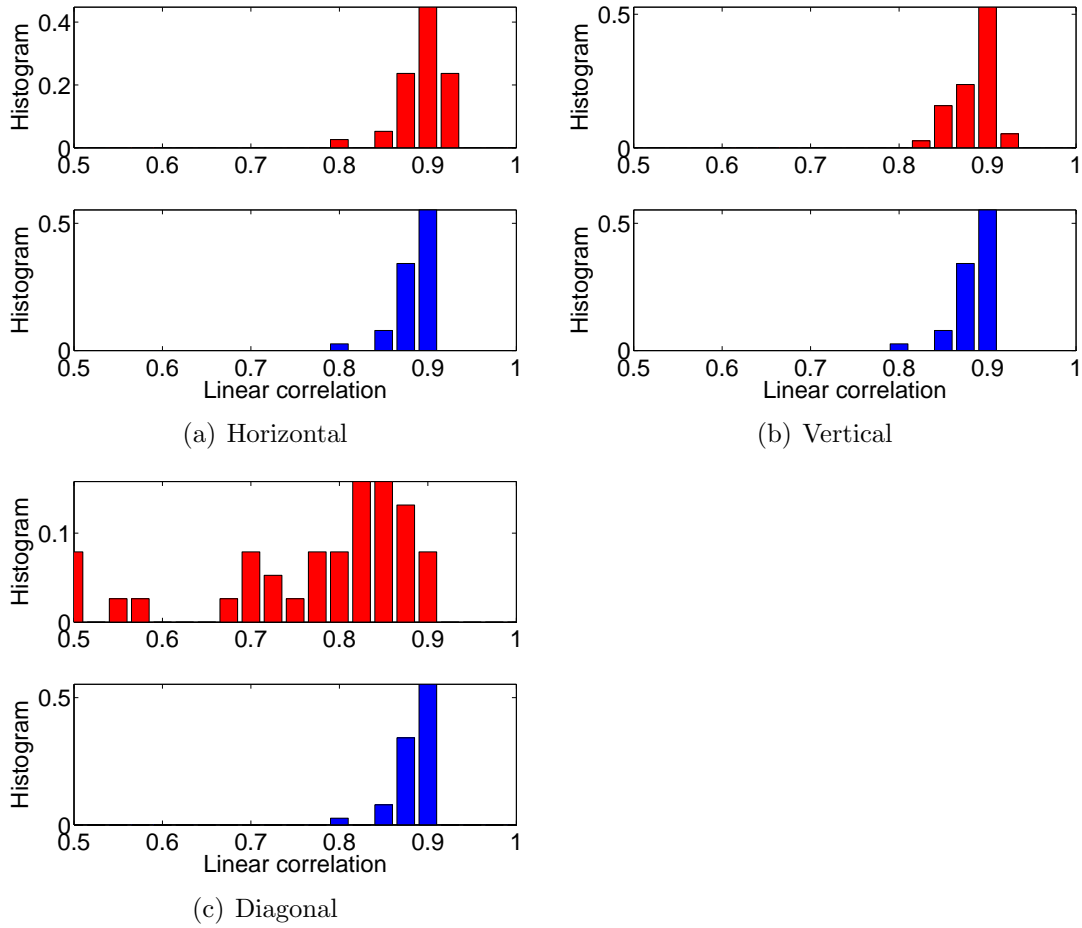 Histogram
0.4
0.2
0
0.5 0.6 0.7 0.8 0.9 1
Histogram
0.5
0
0.5 0.6 0.7 0.8 0.9 1
Linear correlation
(a) Horizontal
Histogram
0.5
0
0.5 0.6 0.7 0.8 0.9 1
Histogram
0.5
0
0.5 0.6 0.7 0.8 0.9 1
Linear correlation
(b) Vertical
Histogram
0.1
0
0.5 0.6 0.7 0.8 0.9 1
Histogram
0.5
0
0.5 0.6 0.7 0.8 0.9 1
Linear correlation
(c) Diagonal